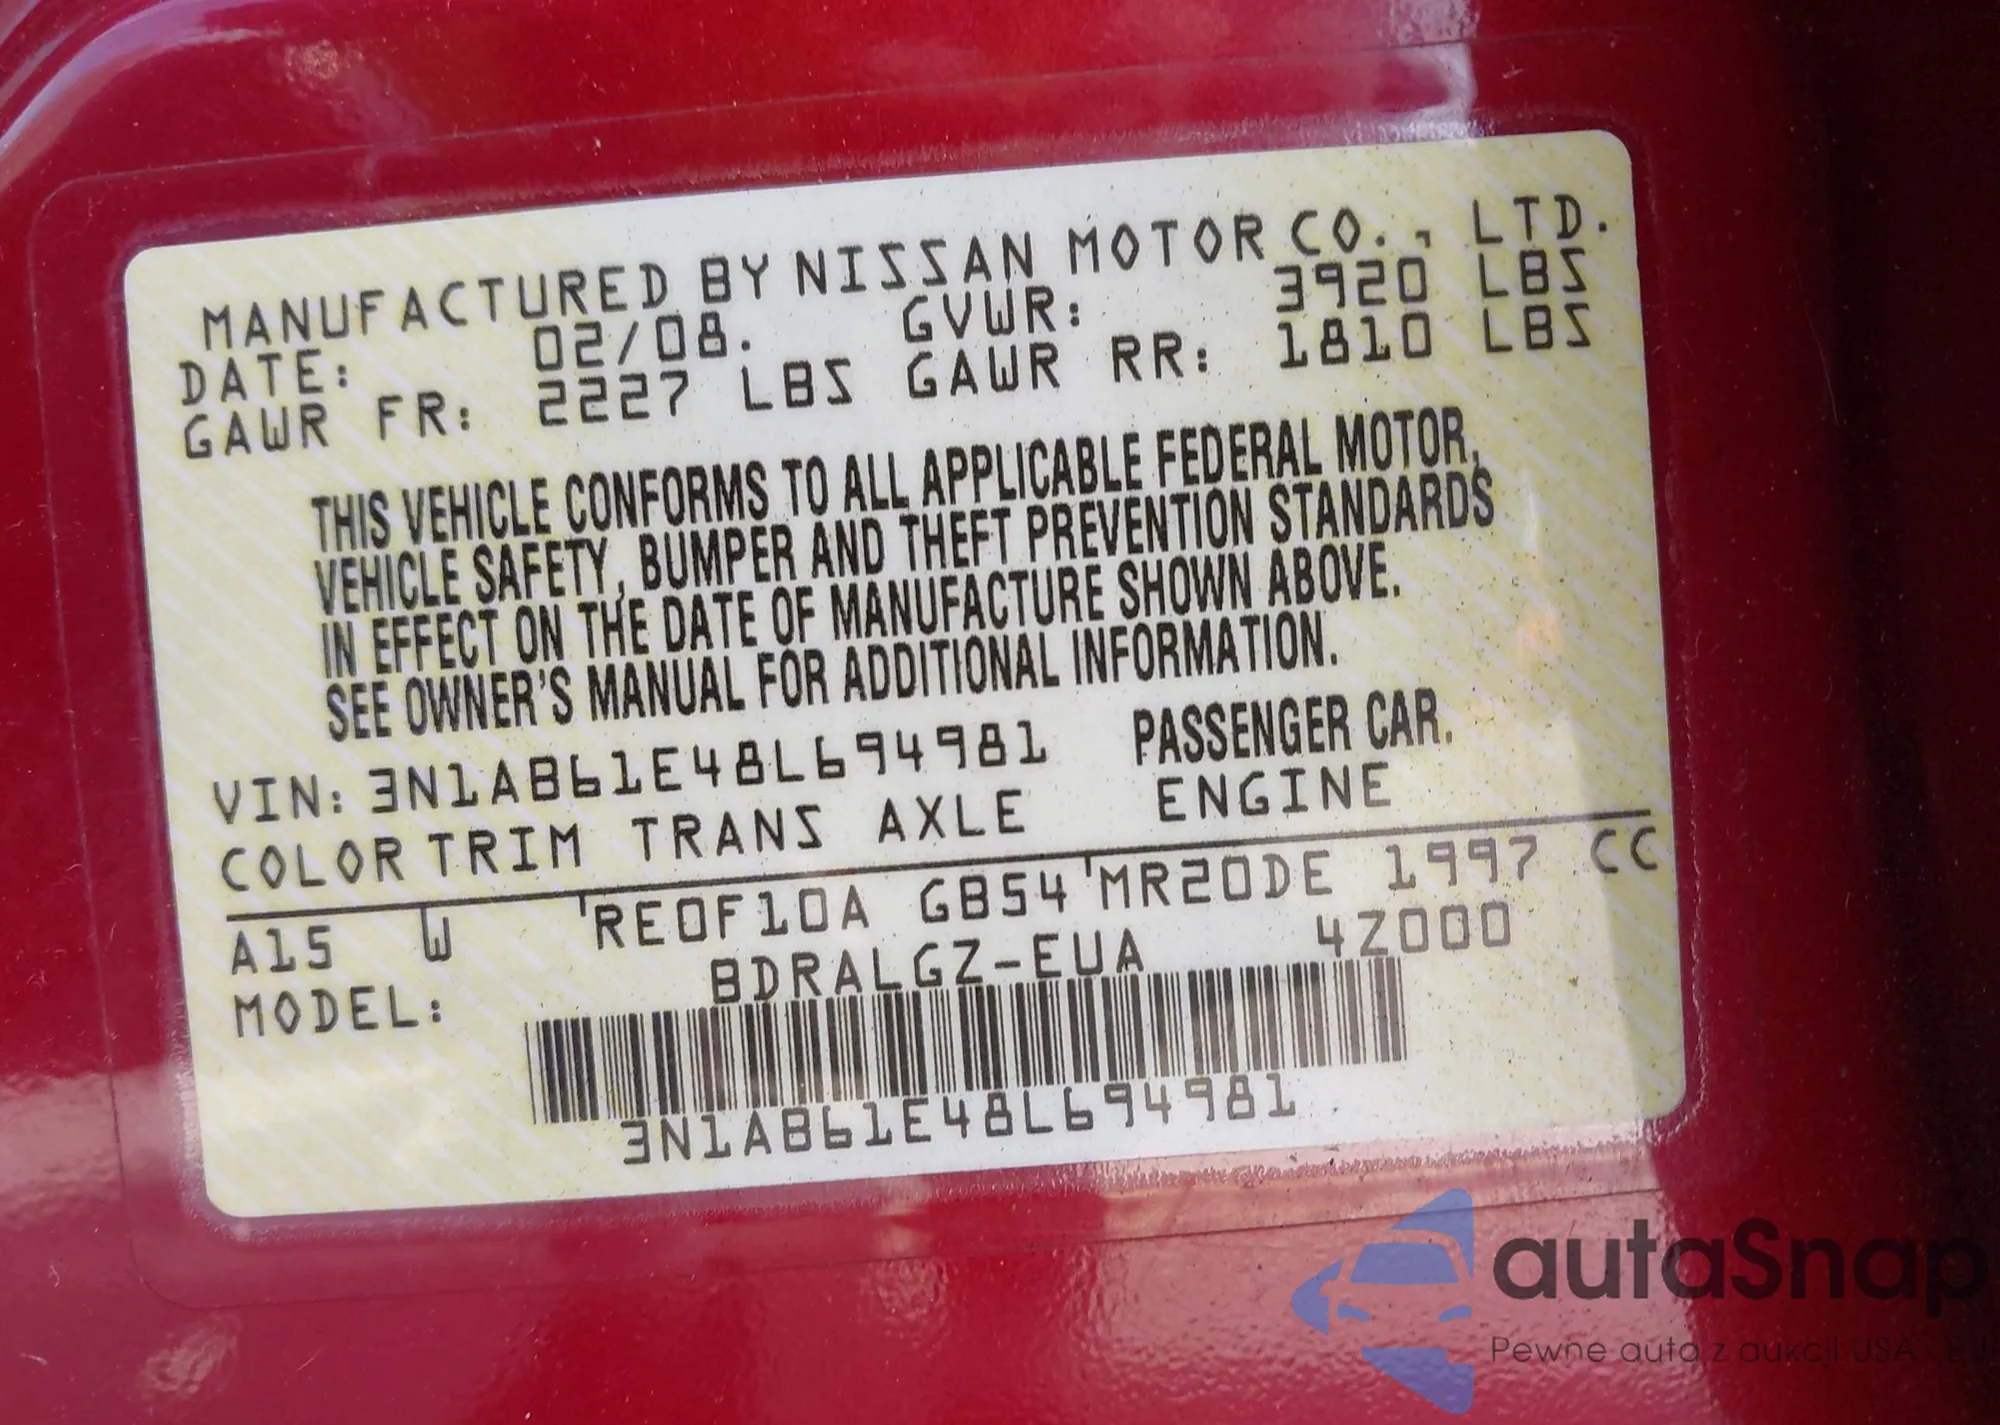 MANUFACTURED BY NISSAN MOTOR CO., LTD.
DATE: 02/08. GVWR: 3920 LBS
GAWR FR: 2227 LBS GAWR RR: 1810 LBS
THIS VEHICLE CONFORMS TO ALL APPLICABLE FEDERAL MOTOR,
VEHICLE SAFETY, BUMPER AND THEFT PREVENTION STANDARDS
IN EFFECT ON THE DATE OF MANUFACTURE SHOWN ABOVE.
SEE OWNER'S MANUAL FOR ADDITIONAL INFORMATION.
VIN: 3N1AB61E48L694981 PASSENGER CAR.
COLOR TRIM TRANS AXLE ENGINE
A15 W RE0F10A GB54 MR20DE 1997 CC
MODEL: BDRALGZ-EUA 4Z000
3N1AB61E48L694981
autaSnap
Pewne auta z aukcji USA i EU